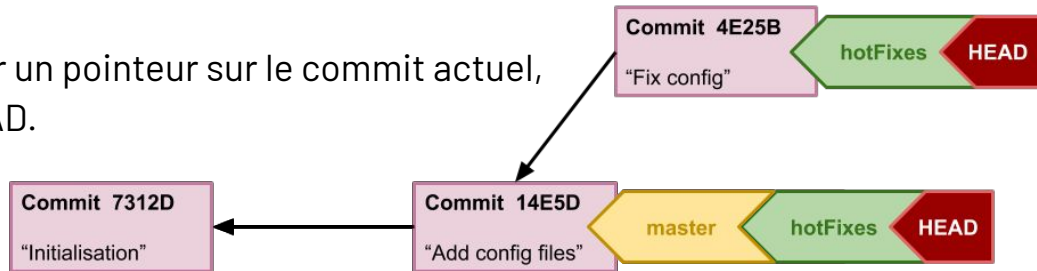 Commit 4E25B
"Fix config"
hotFixes
HEAD
un pointeur sur le commit actuel,
Commit 7312D
"Initialisation"
Commit 14E5D
"Add config files"
master
hotFixes
HEAD